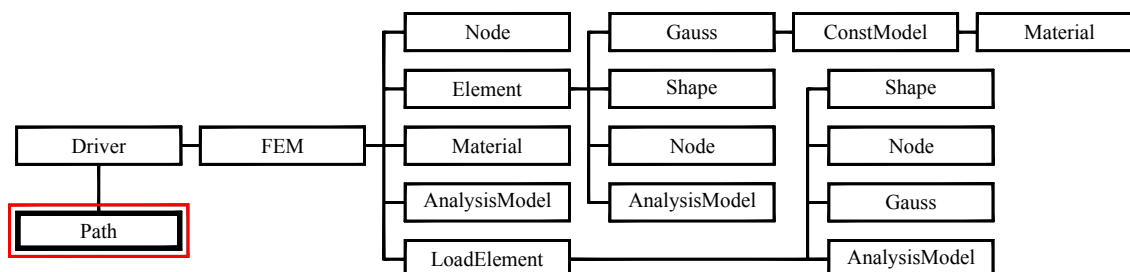 Node
Gauss
ConstModel
Material
Element
Shape
Shape
Driver
FEM
Material
Node
Node
Path
AnalysisModel
AnalysisModel
Gauss
LoadElement
AnalysisModel